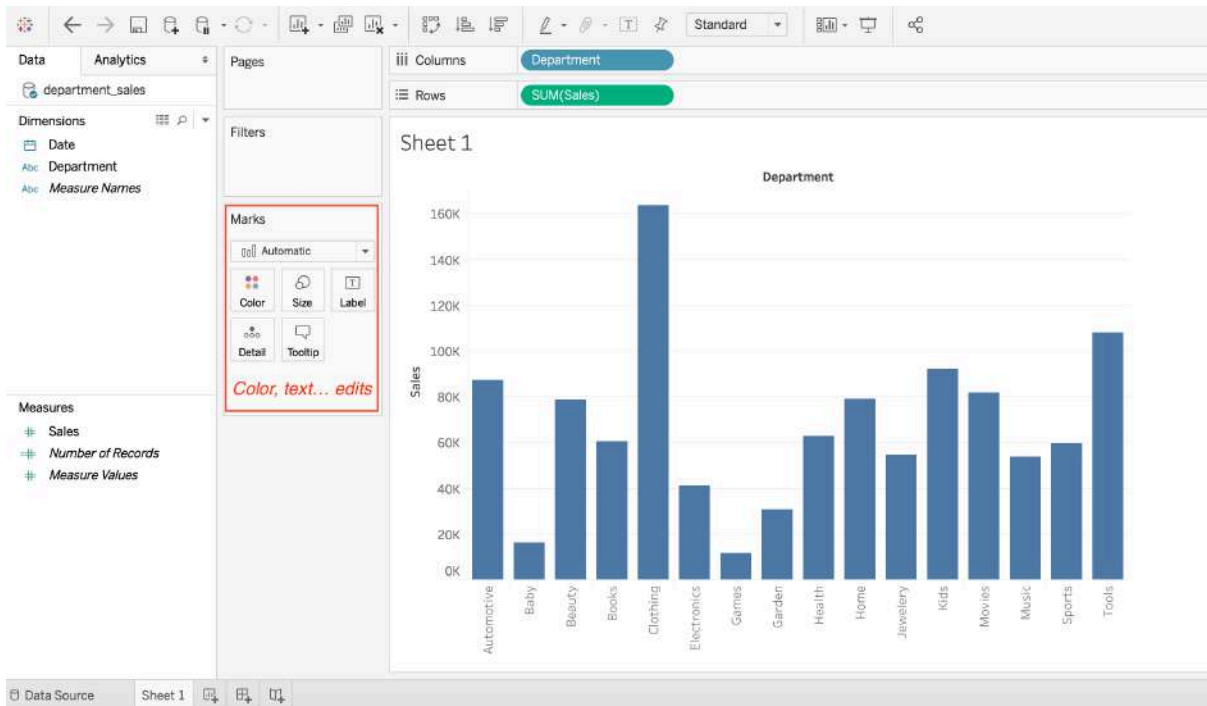 Standard
Data
Analytics
department_sales
Dimensions
Date
Abc Department
Abc Measure Names
Measures
Sales
Number of Records
Measure Values
Pages
Filters
Marks
Automatic
Color
Size
T
Label
Detail
Tooltip
Color, text... edits
Columns
Department
Rows
SUM(Sales)
Sheet 1
Department
Sales
160K
140K
120K
100K
80K
60K
40K
20K
0K
Automotive
Baby
Beauty
Books
Clothing
Electronics
Games
Garden
Health
Home
Jewelery
Kids
Movies
Music
Sports
Tools
Data Source
Sheet 1